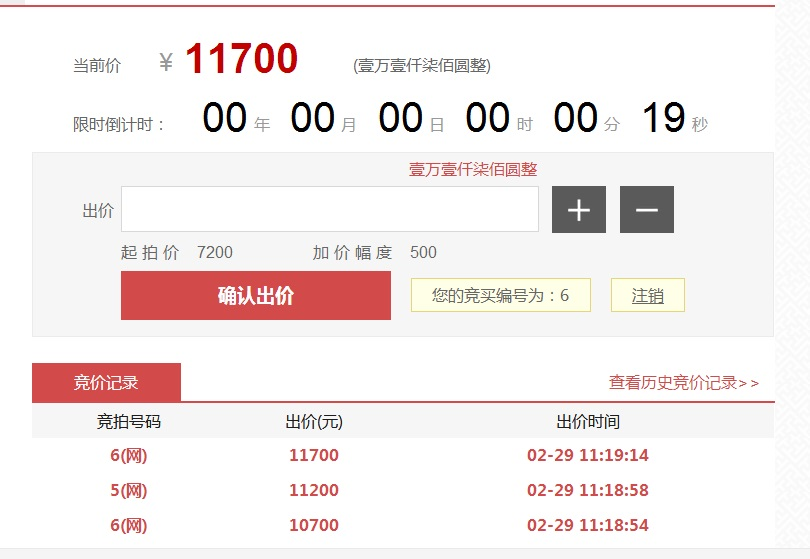 当前价 ¥ 11700 (壹万壹仟柒佰圆整)
限时倒计时： 00 年 00 月 00 日 00 时 00 分 19 秒
壹万壹仟柒佰圆整
出价 + −
起拍价 7200 加价幅度 500
确认出价 您的竞买编号为：6 注销
竞价记录 查看历史竞价记录>>
竞拍号码 出价(元) 出价时间
6(网) 11700 02-29 11:19:14
5(网) 11200 02-29 11:18:58
6(网) 10700 02-29 11:18:54